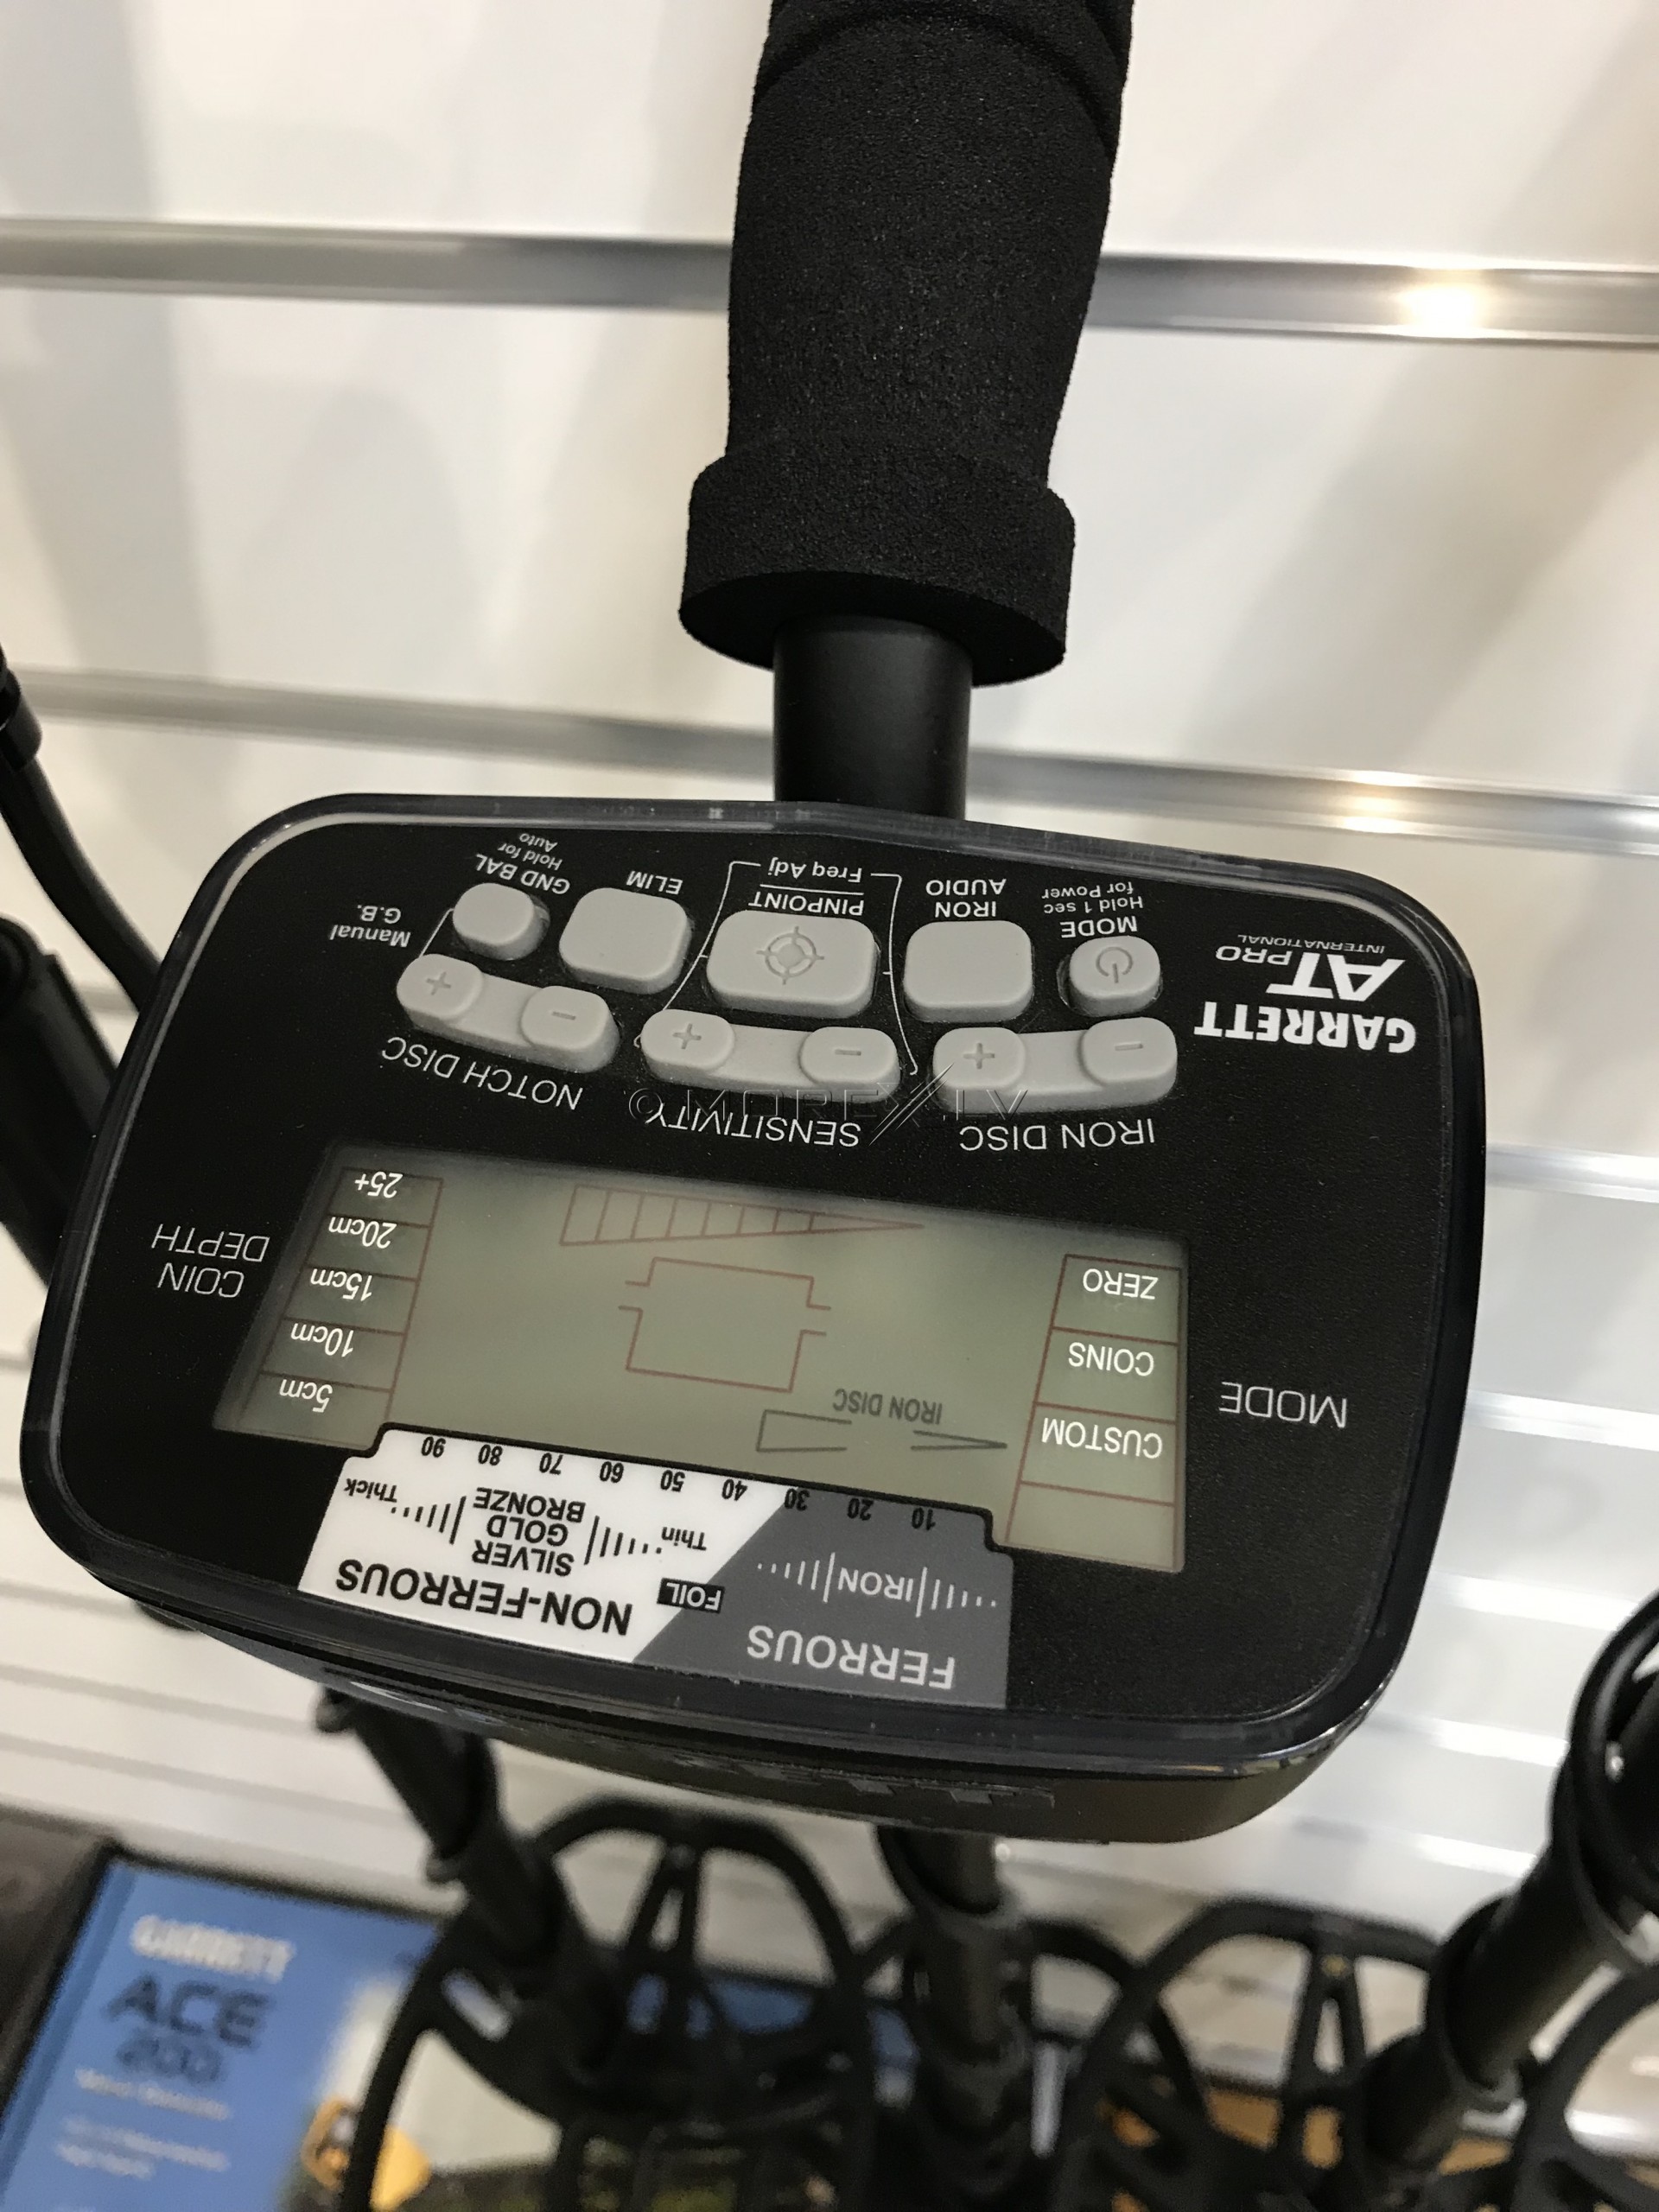 FERROUS
NON-FERROUS
FOIL
IRON
Thin
SILVER
GOLD
BRONZE
Thick
10 20 30 40 50 60 70 80 90
MODE
CUSTOM
COINS
ZERO
IRON DISC
5cm
10cm
15cm
20cm
25+
COIN
DEPTH
IRON DISC
SENSITIVITY
NOTCH DISC
- +
- +
- +
GARRETT
AT PRO
INTERNATIONAL
MODE
Hold 1 sec
for Power
IRON
AUDIO
PINPOINT
Freq Adj
ELIM
GND BAL
Hold for
Auto
Manual
G.B.
© MOREX LV
GARRETT
ACE
200i